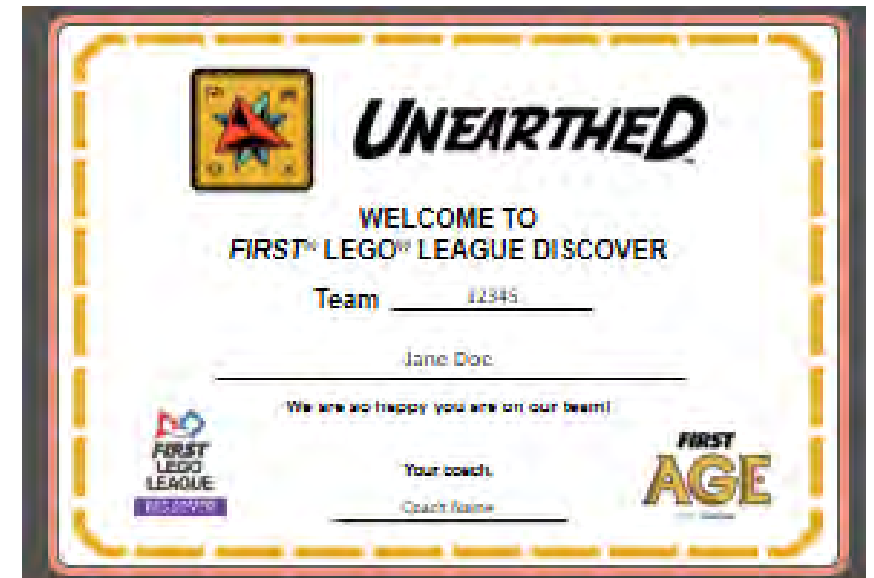 UNEARTHED
WELCOME TO
FIRST® LEGO® LEAGUE DISCOVER
Team 12345
Jane Doe
We are so happy you are on our team!
FIRST
LEGO
LEAGUE
FIRST
AGE
Your coach,
Coach Name